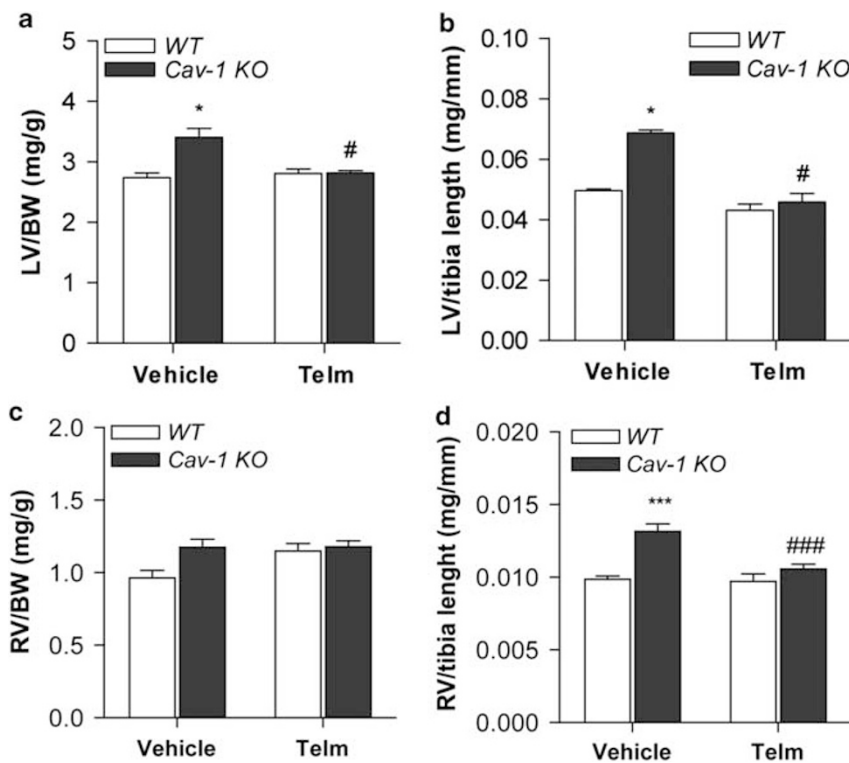 a
LV/BW (mg/g)
5
4
3
2
1
0
WT
Cav-1 KO
*
#
Vehicle Telm
b
LV/tibia length (mg/mm)
0.10
0.08
0.06
0.04
0.02
0.00
WT
Cav-1 KO
*
#
Vehicle Telm
c
RV/BW (mg/g)
2.0
1.5
1.0
0.5
0.0
WT
Cav-1 KO
Vehicle Telm
d
RV/tibia lenght (mg/mm)
0.020
0.015
0.010
0.005
0.000
WT
Cav-1 KO
***
###
Vehicle Telm